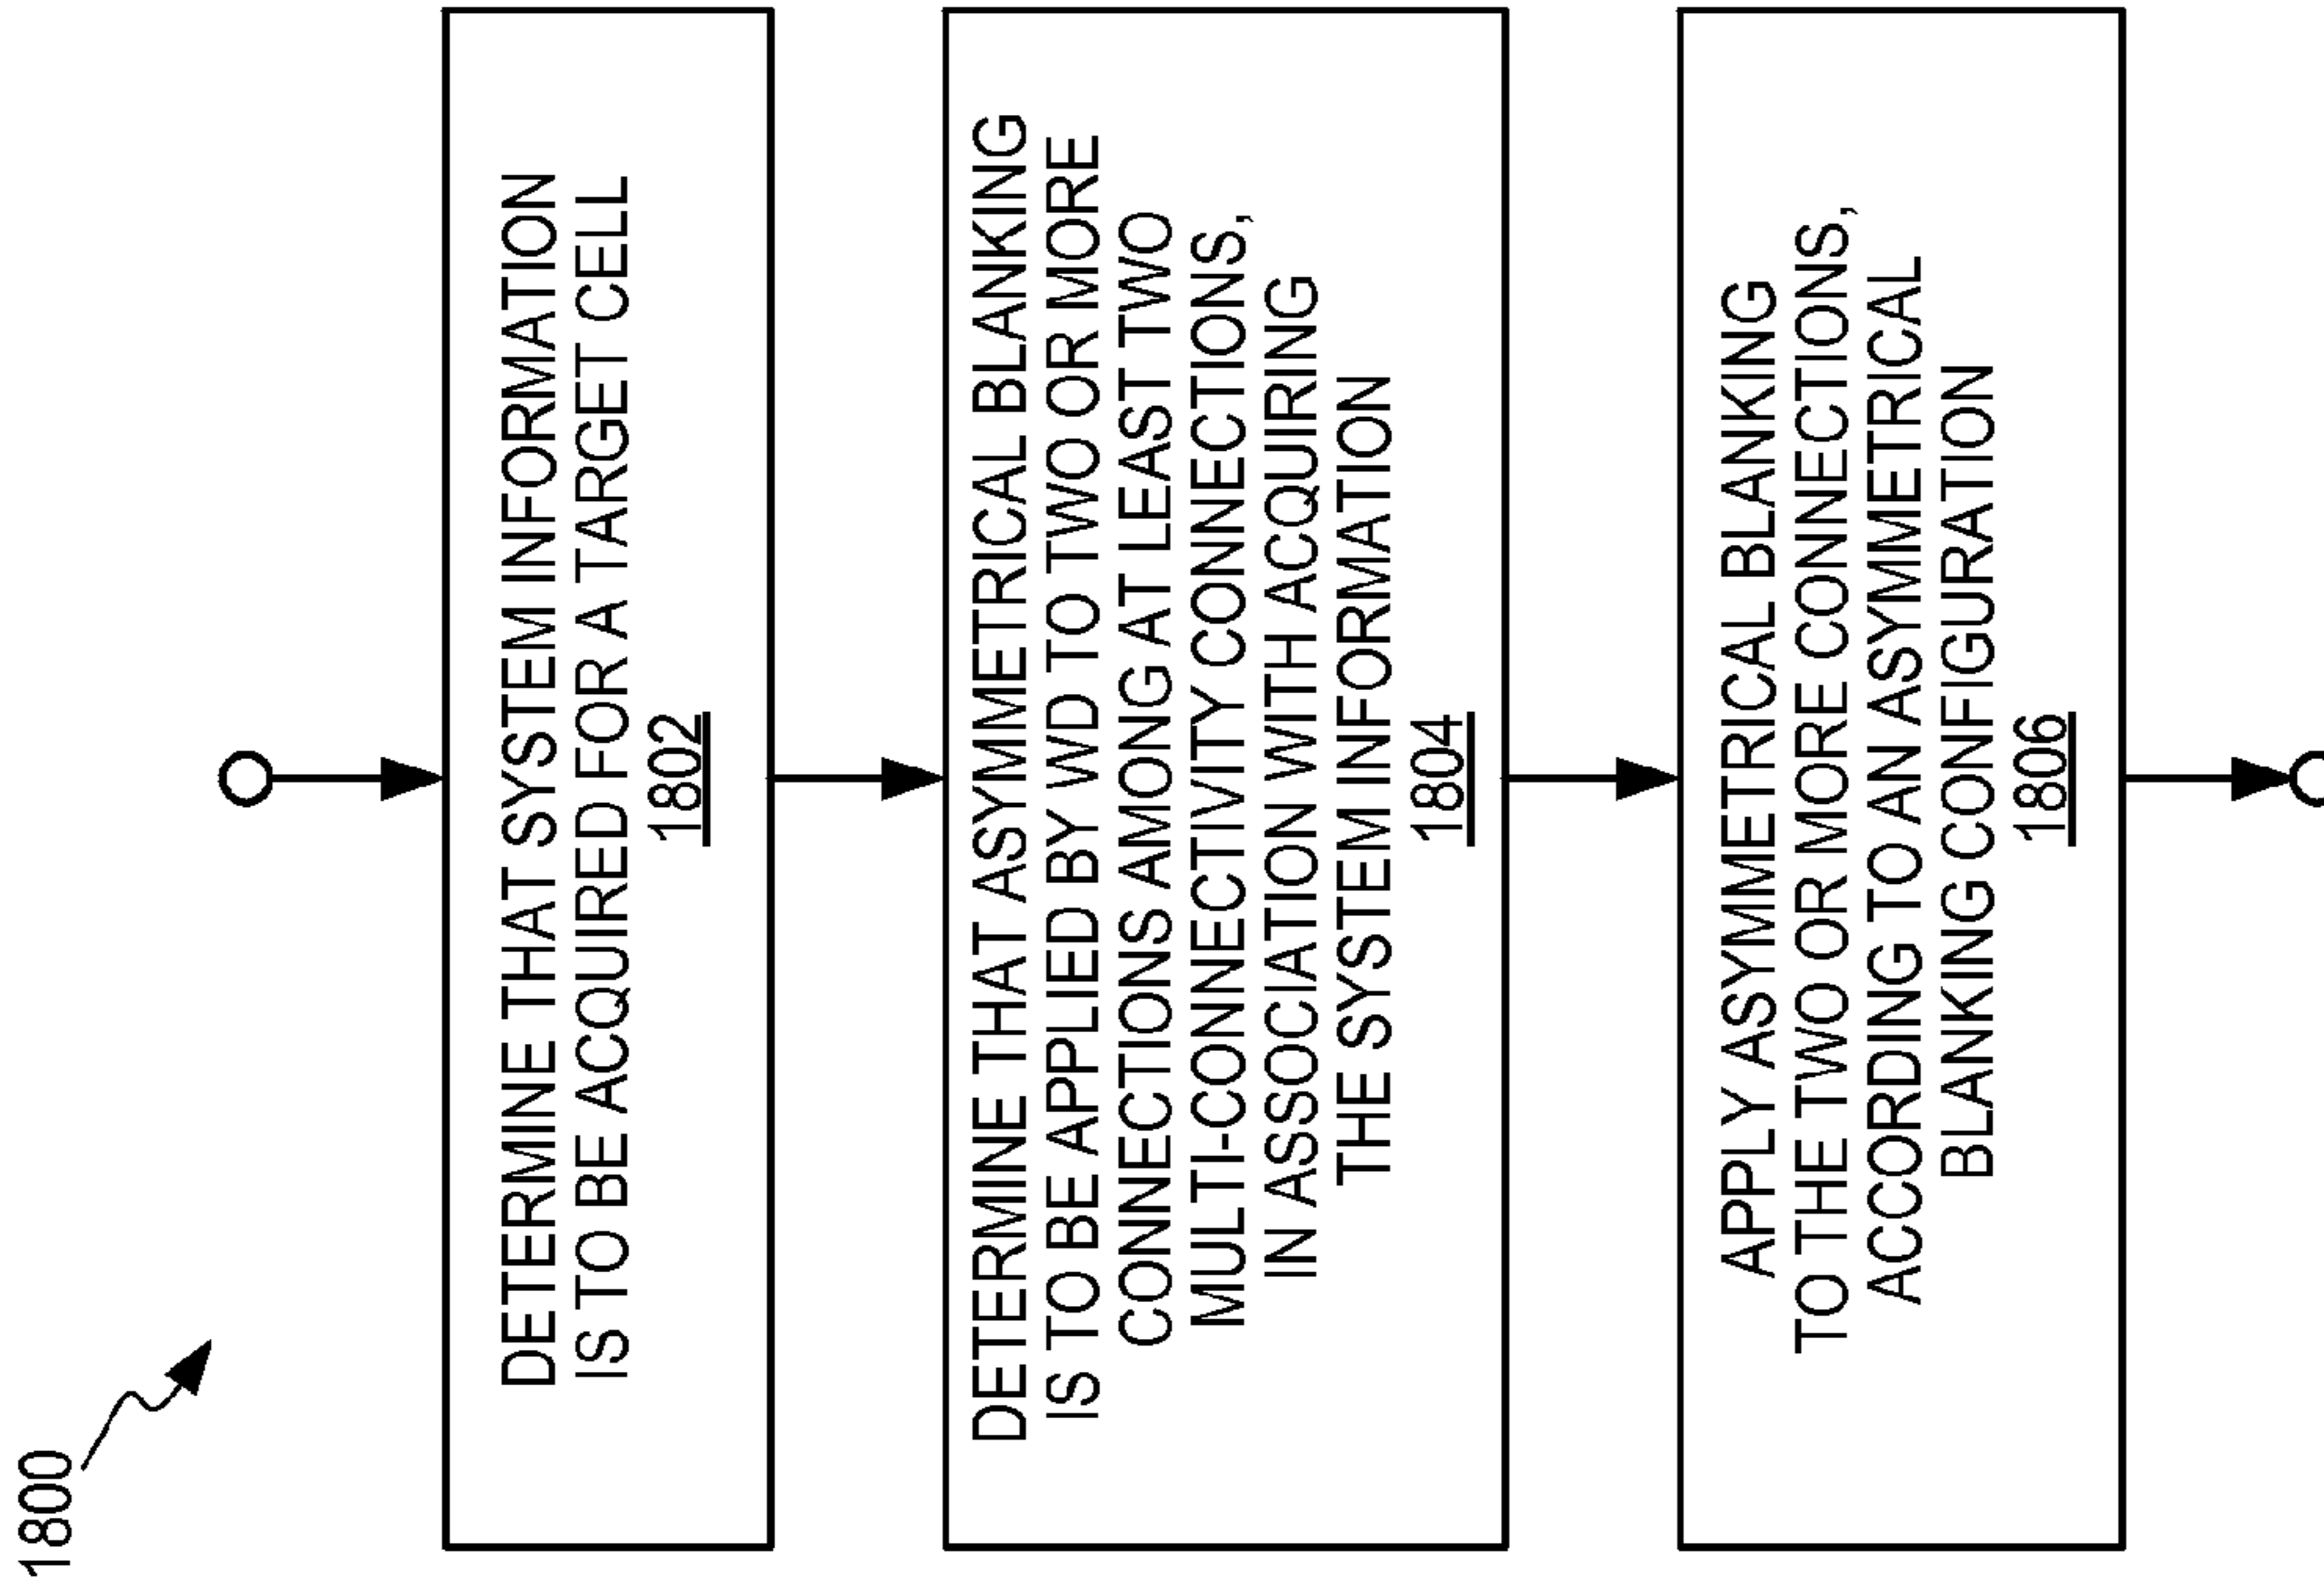 1800
DETERMINE THAT SYSTEM INFORMATION
IS TO BE ACQUIRED FOR A TARGET CELL
1802
DETERMINE THAT ASYMMETRICAL BLANKING
IS TO BE APPLIED BY WD TO TWO OR MORE
CONNECTIONS AMONG AT LEAST TWO
MULTI-CONNECTIVITY CONNECTIONS,
IN ASSOCIATION WITH ACQUIRING
THE SYSTEM INFORMATION
1804
APPLY ASYMMETRICAL BLANKING
TO THE TWO OR MORE CONNECTIONS,
ACCORDING TO AN ASYMMETRICAL
BLANKING CONFIGURATION
1806